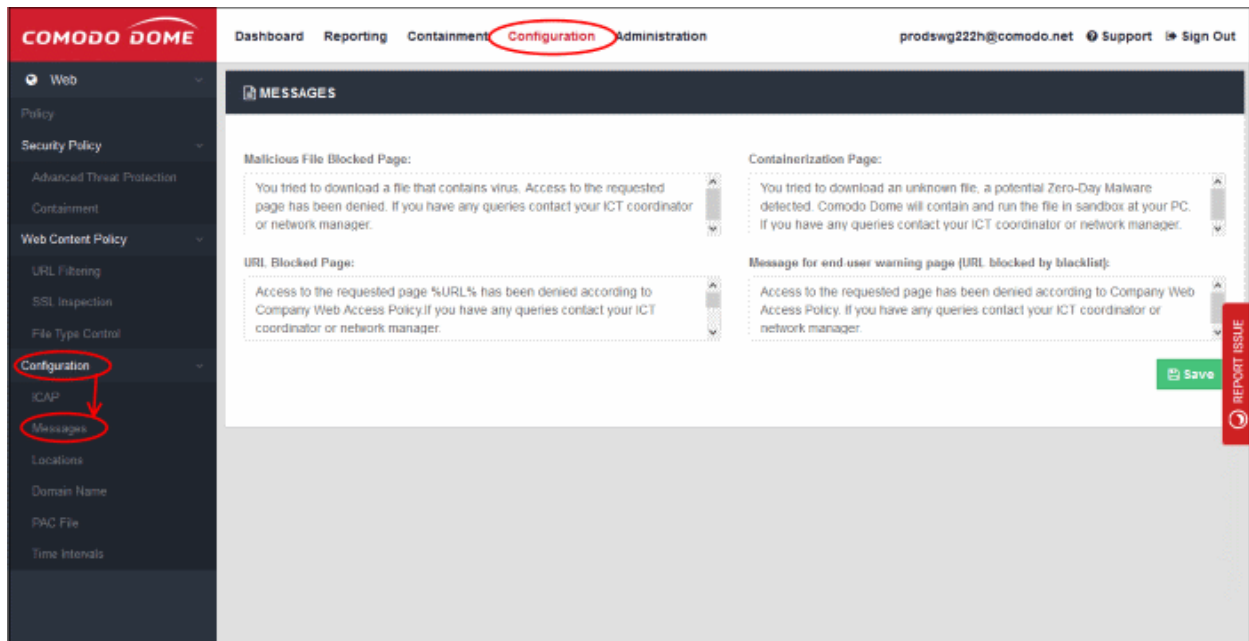 COMODO DOME
Dashboard Reporting Containment Configuration Administration
prodswg222h@comodo.net Support Sign Out
Web
Policy
Security Policy
Advanced Threat Protection
Containment
Web Content Policy
URL Filtering
SSL Inspection
File Type Control
Configuration
ICAP
Messages
Locations
Domain Name
PAC File
Time Intervals
MESSAGES
Malicious File Blocked Page:
You tried to download a file that contains virus. Access to the requested
page has been denied. If you have any queries contact your ICT coordinator
or network manager.
Containerization Page:
You tried to download an unknown file, a potential Zero-Day Malware
detected. Comodo Dome will contain and run the file in sandbox at your PC.
If you have any queries contact your ICT coordinator or network manager.
URL Blocked Page:
Access to the requested page %URL% has been denied according to
Company Web Access Policy.If you have any queries contact your ICT
coordinator or network manager.
Message for end-user warning page (URL blocked by blacklist):
Access to the requested page has been denied according to Company Web
Access Policy. If you have any queries contact your ICT coordinator or
network manager.
Save
REPORT ISSUE